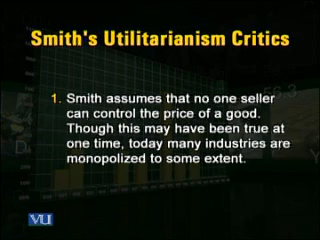 Smith's Utilitarianism Critics
1. Smith assumes that no one seller
can control the price of a good.
Though this may have been true at
one time, today many industries are
monopolized to some extent.
VU